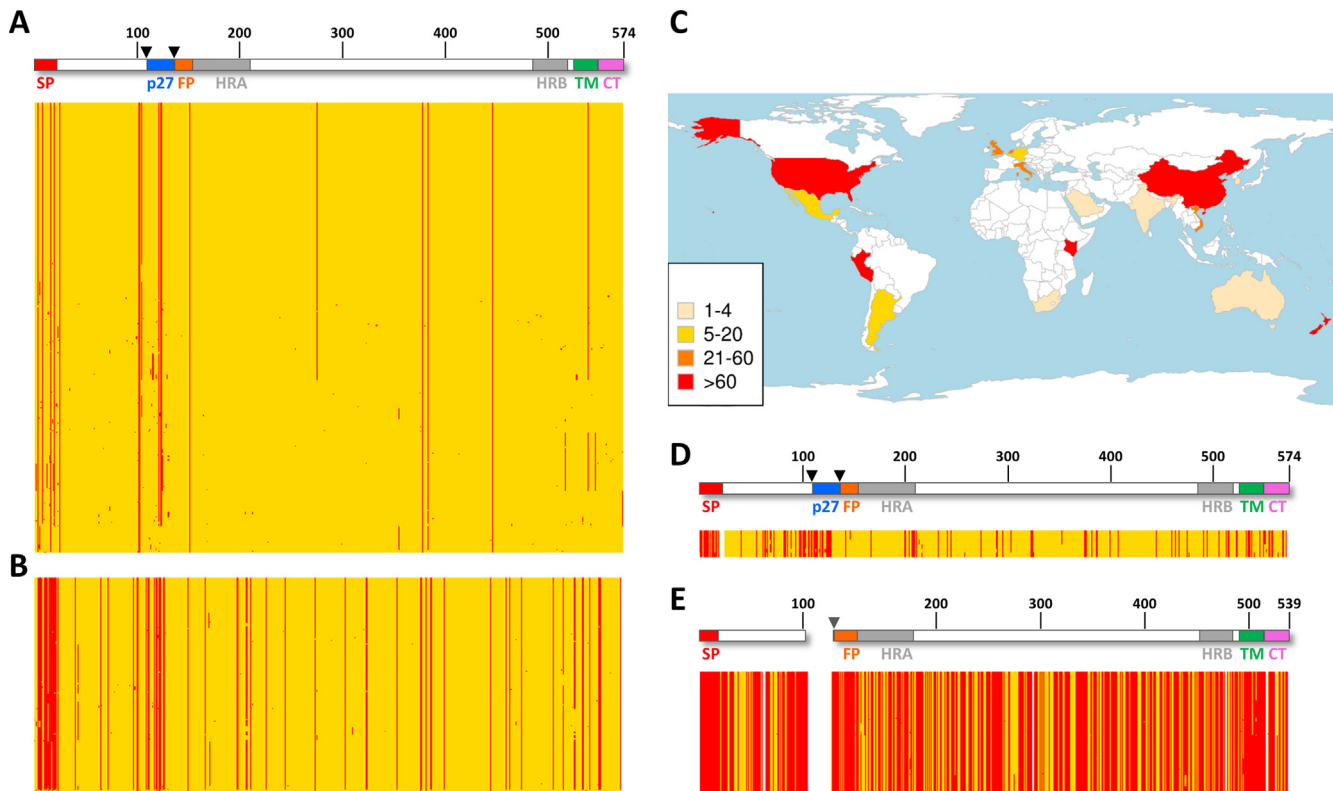 A
100 200 300 400 500 574
SP p27 FP HRA HRB TM CT
B
C
1-4
5-20
21-60
>60
D
100 200 300 400 500 574
SP p27 FP HRA HRB TM CT
E
100 200 300 400 500 539
SP FP HRA HRB TM CT